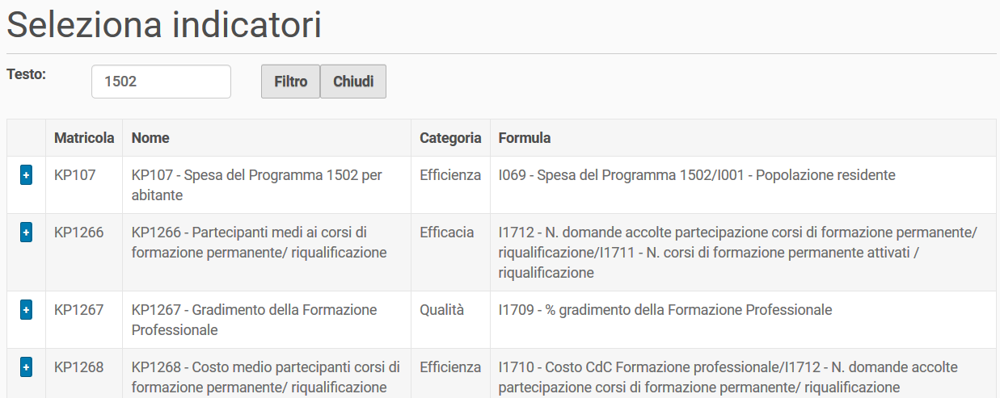 Seleziona indicatori
Testo: 1502 Filtro Chiudi
Matricola Nome Categoria Formula
+ KP107 KP107 - Spesa del Programma 1502 per Efficienza I069 - Spesa del Programma 1502/I001 - Popolazione residente
abitante
+ KP1266 KP1266 - Partecipanti medi ai corsi di Efficacia I1712 - N. domande accolte partecipazione corsi di formazione permanente/
formazione permanente/ riqualificazione riqualificazione/I1711 - N. corsi di formazione permanente attivati /
riqualificazione
+ KP1267 KP1267 - Gradimento della Formazione Qualità I1709 - % gradimento della Formazione Professionale
Professionale
+ KP1268 KP1268 - Costo medio partecipanti corsi di Efficienza I1710 - Costo CdC Formazione professionale/I1712 - N. domande accolte
formazione permanente/ riqualificazione partecipazione corsi di formazione permanente/ riqualificazione